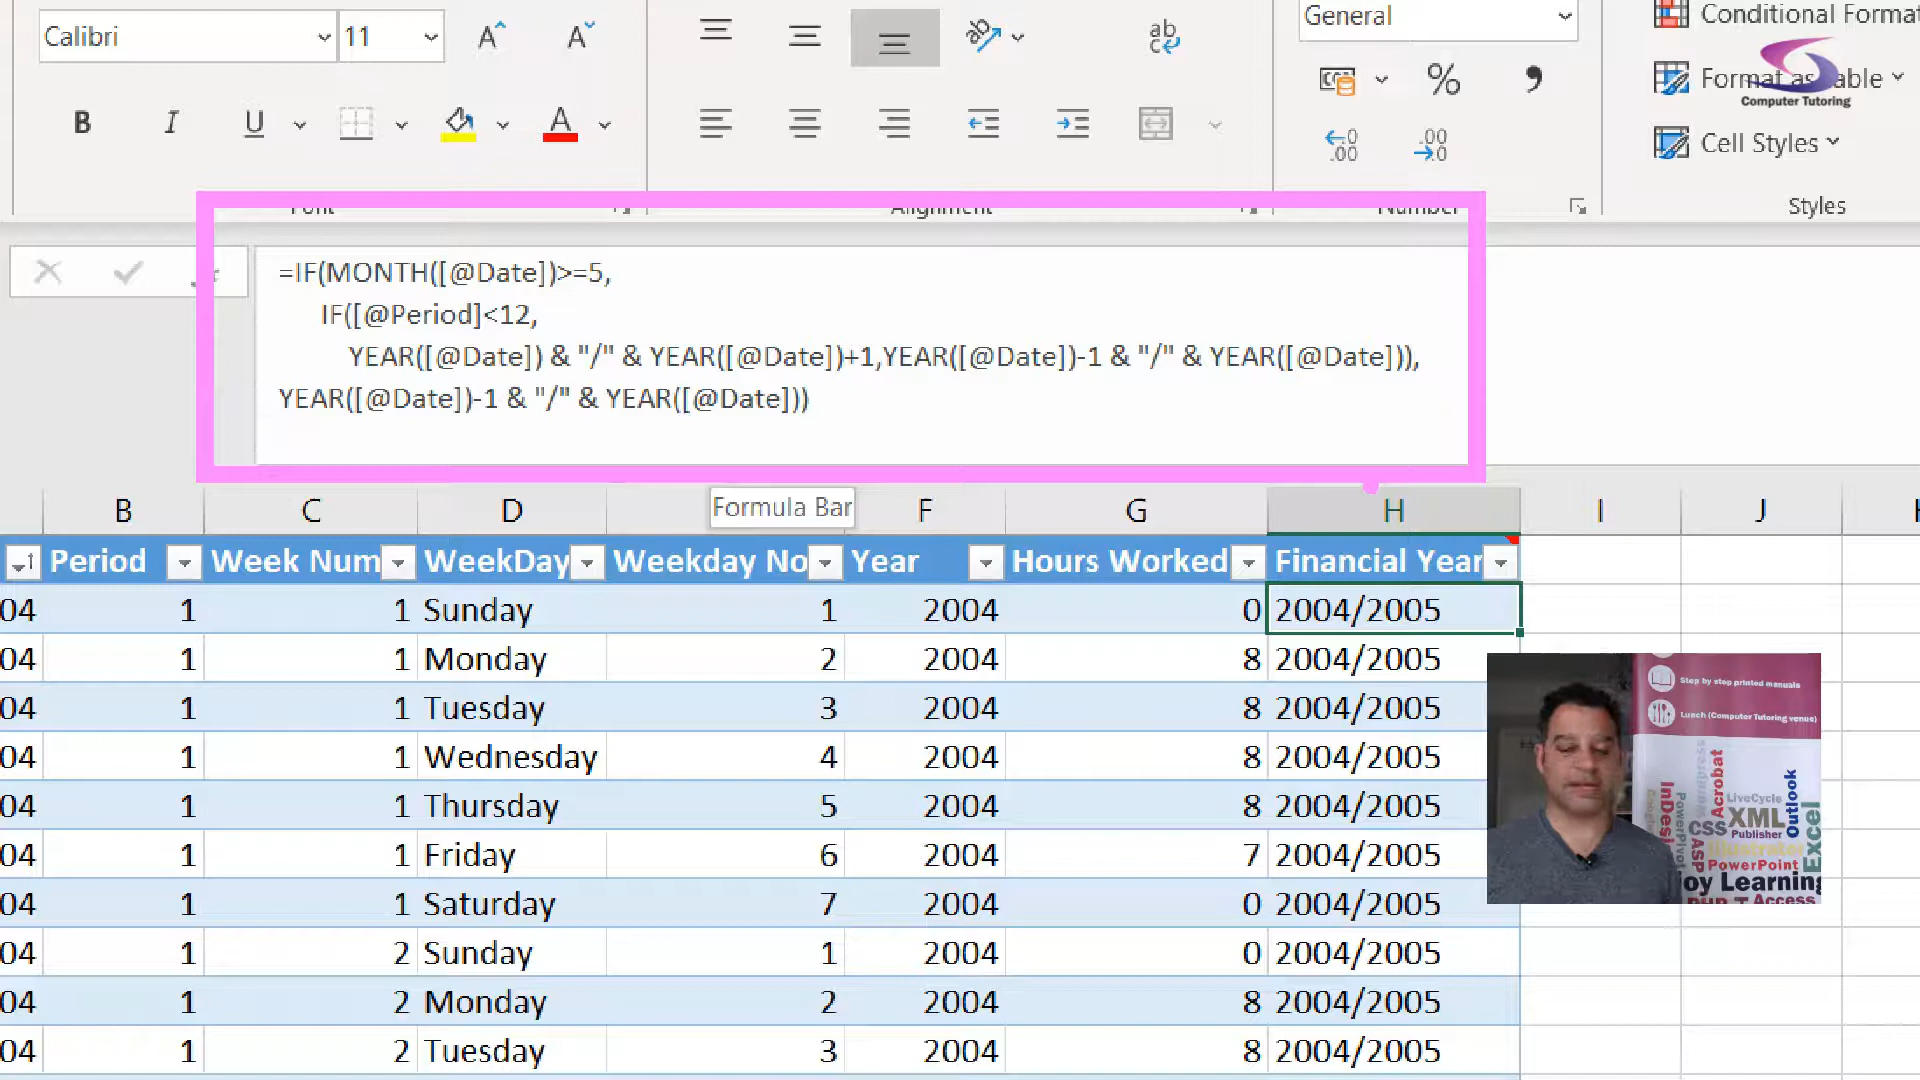 Calibri 11 General Conditional Format
Format as Table
Computer Tutoring
Cell Styles
Font Alignment Number Styles
=IF(MONTH([@Date])>=5,
IF([@Period]<12,
YEAR([@Date]) & "/" & YEAR([@Date])+1,YEAR([@Date])-1 & "/" & YEAR([@Date])),
YEAR([@Date])-1 & "/" & YEAR([@Date]))
Formula Bar
B C D F G H I J
Period Week Num WeekDay Weekday No Year Hours Worked Financial Year
04 1 1 Sunday 1 2004 0 2004/2005
04 1 1 Monday 2 2004 8 2004/2005
04 1 1 Tuesday 3 2004 8 2004/2005
04 1 1 Wednesday 4 2004 8 2004/2005
04 1 1 Thursday 5 2004 8 2004/2005
04 1 1 Friday 6 2004 7 2004/2005
04 1 1 Saturday 7 2004 0 2004/2005
04 1 2 Sunday 1 2004 0 2004/2005
04 1 2 Monday 2 2004 8 2004/2005
04 1 2 Tuesday 3 2004 8 2004/2005
Step by step printed manuals
Lunch (Computer Tutoring venue)
Acrobat
Outlook
LiveCycle
CSS XML
Publisher
Excel
ASP
Illustrator
PowerPoint
joy Learning
Access